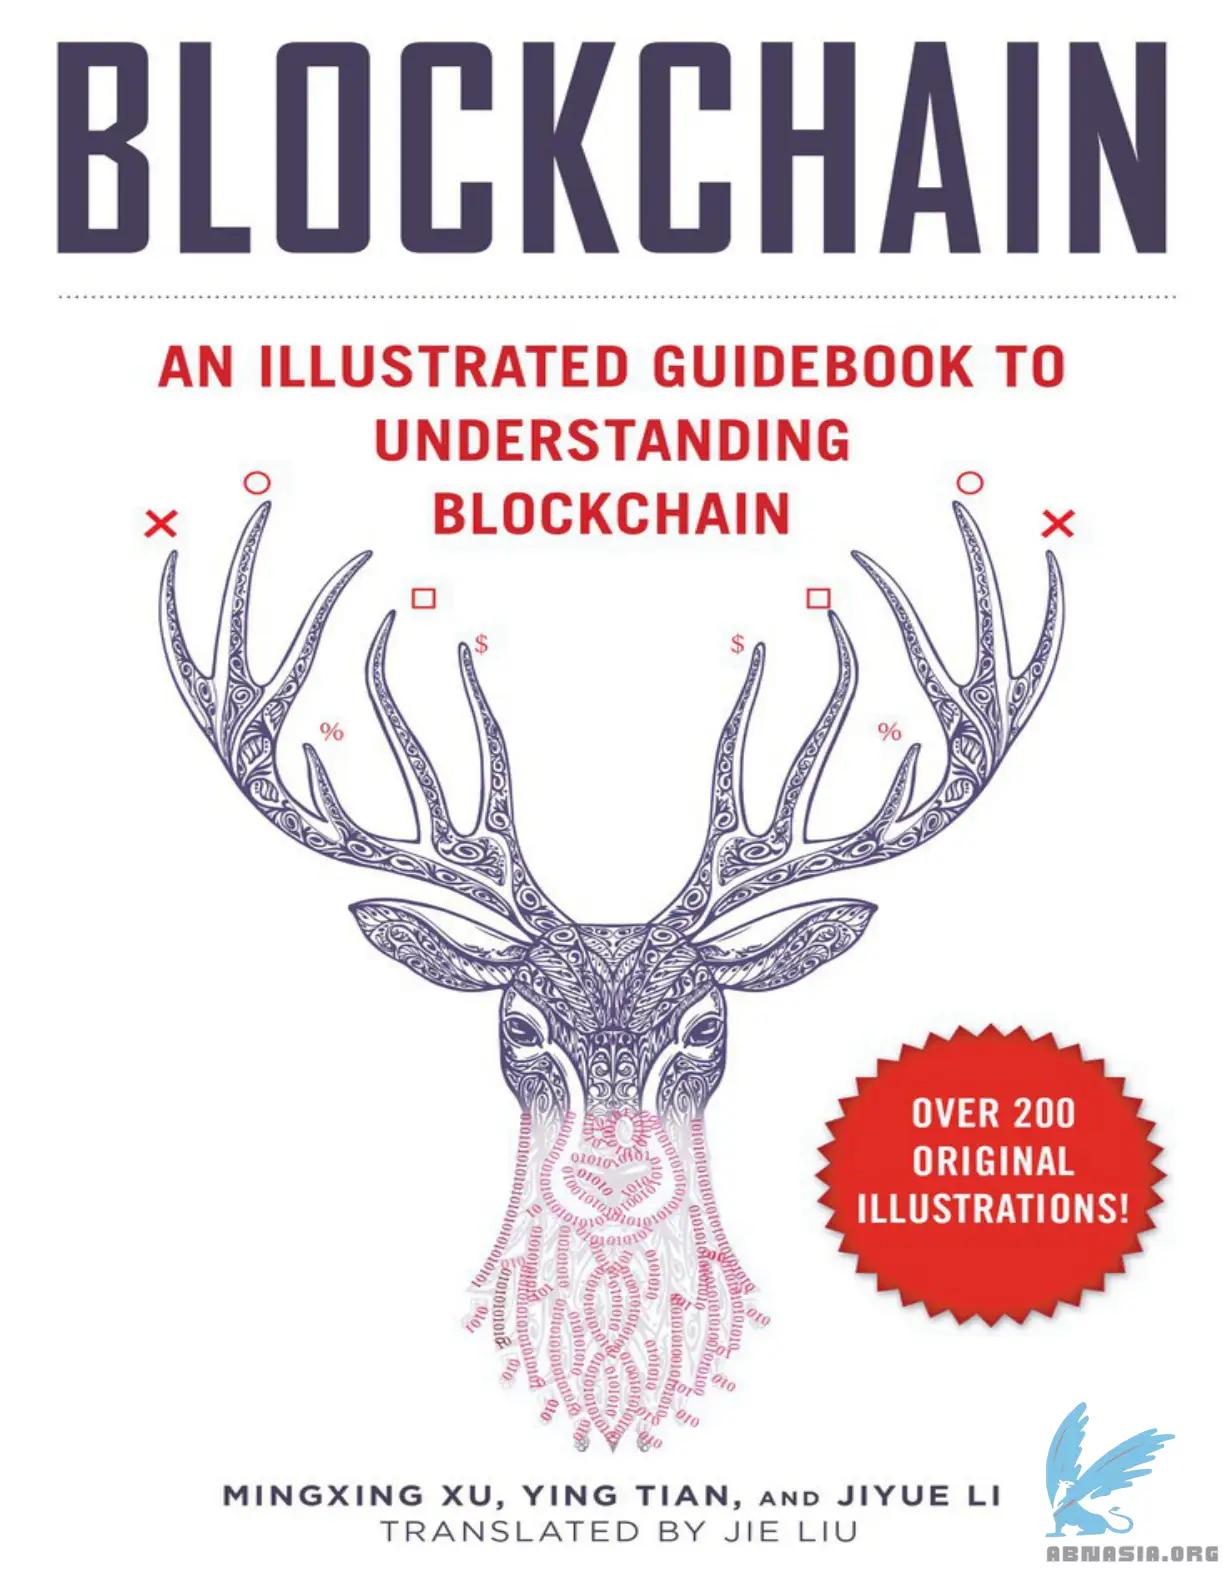 BLOCKCHAIN
AN ILLUSTRATED GUIDEBOOK TO
UNDERSTANDING
BLOCKCHAIN
$ $
% %
OVER 200
ORIGINAL
ILLUSTRATIONS!
MINGXING XU, YING TIAN, AND JIYUE LI
TRANSLATED BY JIE LIU
ABNASIA.ORG